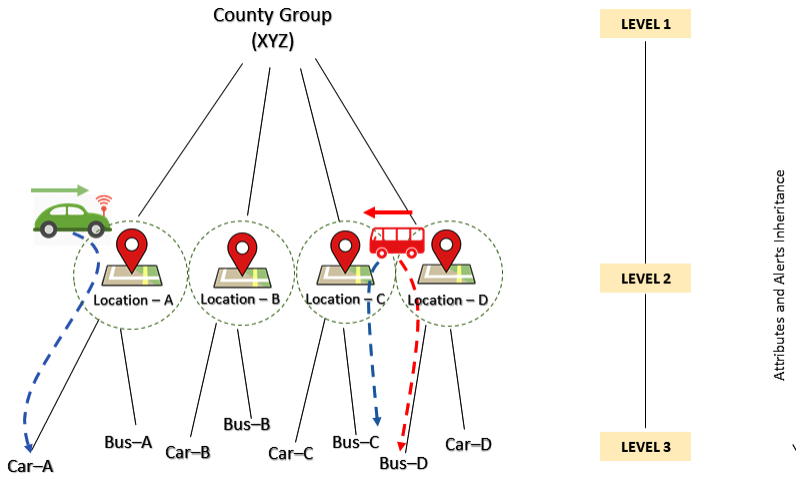 County Group
(XYZ)
LEVEL 1
Location – A
Location – B
Location – C
Location – D
LEVEL 2
Attributes and Alerts Inheritance
Car–A
Bus–A
Car–B
Bus–B
Car–C
Bus–C
Bus–D
Car–D
LEVEL 3